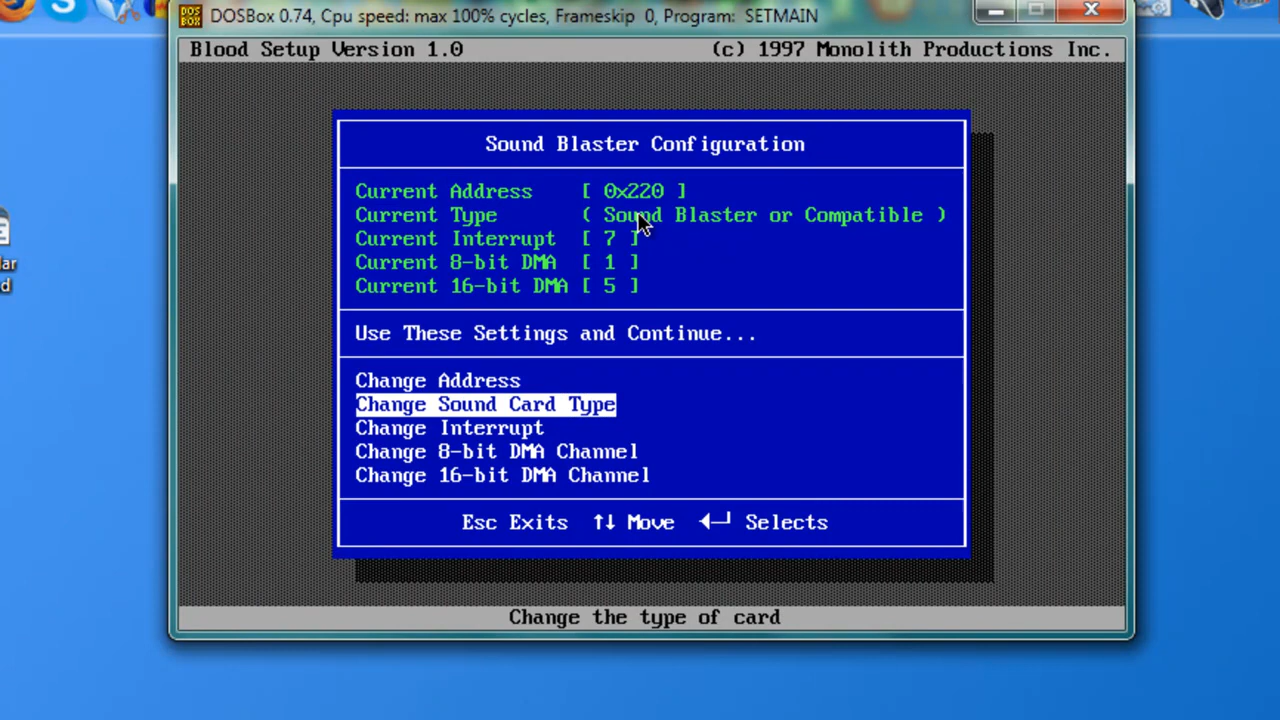 DOSBox 0.74, Cpu speed: max 100% cycles, Frameskip 0, Program: SETMAIN
Blood Setup Version 1.0 (c) 1997 Monolith Productions Inc.
Sound Blaster Configuration
Current Address [ 0x220 ]
Current Type ( Sound Blaster or Compatible )
Current Interrupt [ 7 ]
Current 8-bit DMA [ 1 ]
Current 16-bit DMA [ 5 ]
Use These Settings and Continue...
Change Address
Change Sound Card Type
Change Interrupt
Change 8-bit DMA Channel
Change 16-bit DMA Channel
Esc Exits ↑↓ Move ◄─┘ Selects
Change the type of card